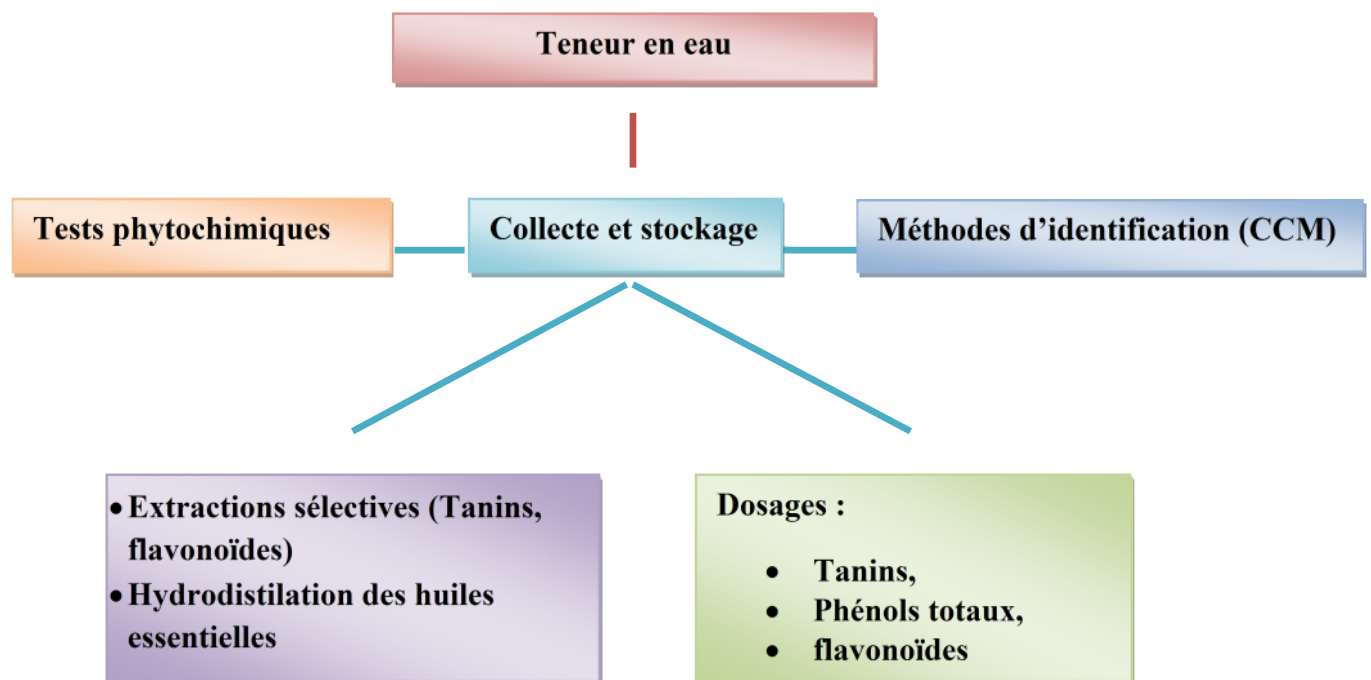 Teneur en eau
Tests phytochimiques
Collecte et stockage
Méthodes d’identification (CCM)
• Extractions sélectives (Tanins,
flavonoïdes)
• Hydrodistilation des huiles
essentielles
Dosages :
• Tanins,
• Phénols totaux,
• flavonoïdes